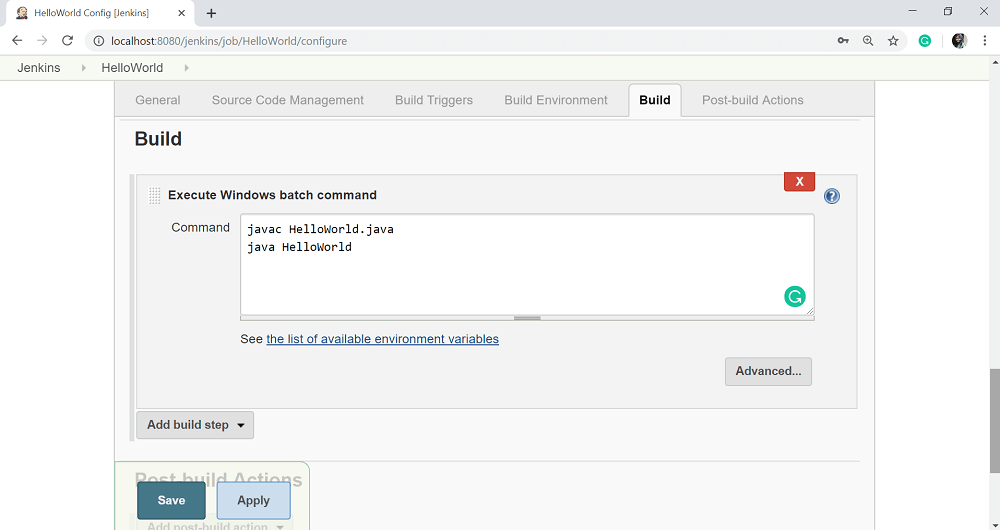 HelloWorld Config [Jenkins]
localhost:8080/jenkins/job/HelloWorld/configure
Jenkins HelloWorld
General Source Code Management Build Triggers Build Environment Build Post-build Actions
Build
X
Execute Windows batch command
?
Command
javac HelloWorld.java
java HelloWorld
See the list of available environment variables
Advanced...
Add build step
Post-build Actions
Save Apply
Add post-build action